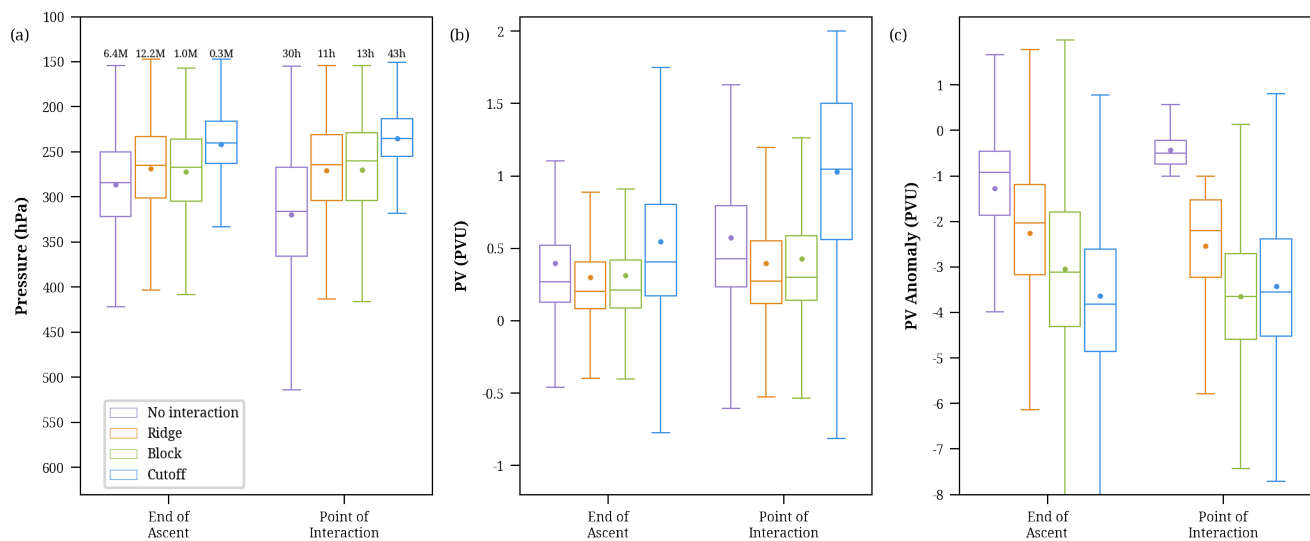 (a)
Pressure (hPa)
100
150
200
250
300
350
400
450
500
550
600
6.4M 12.2M 1.0M 0.3M
30h 11h 13h 43h
No interaction
Ridge
Block
Cutoff
End of
Ascent
Point of
Interaction
(b)
PV (PVU)
2
1.5
1
0.5
0
-0.5
-1
End of
Ascent
Point of
Interaction
(c)
PV Anomaly (PVU)
1
0
-1
-2
-3
-4
-5
-6
-7
-8
End of
Ascent
Point of
Interaction